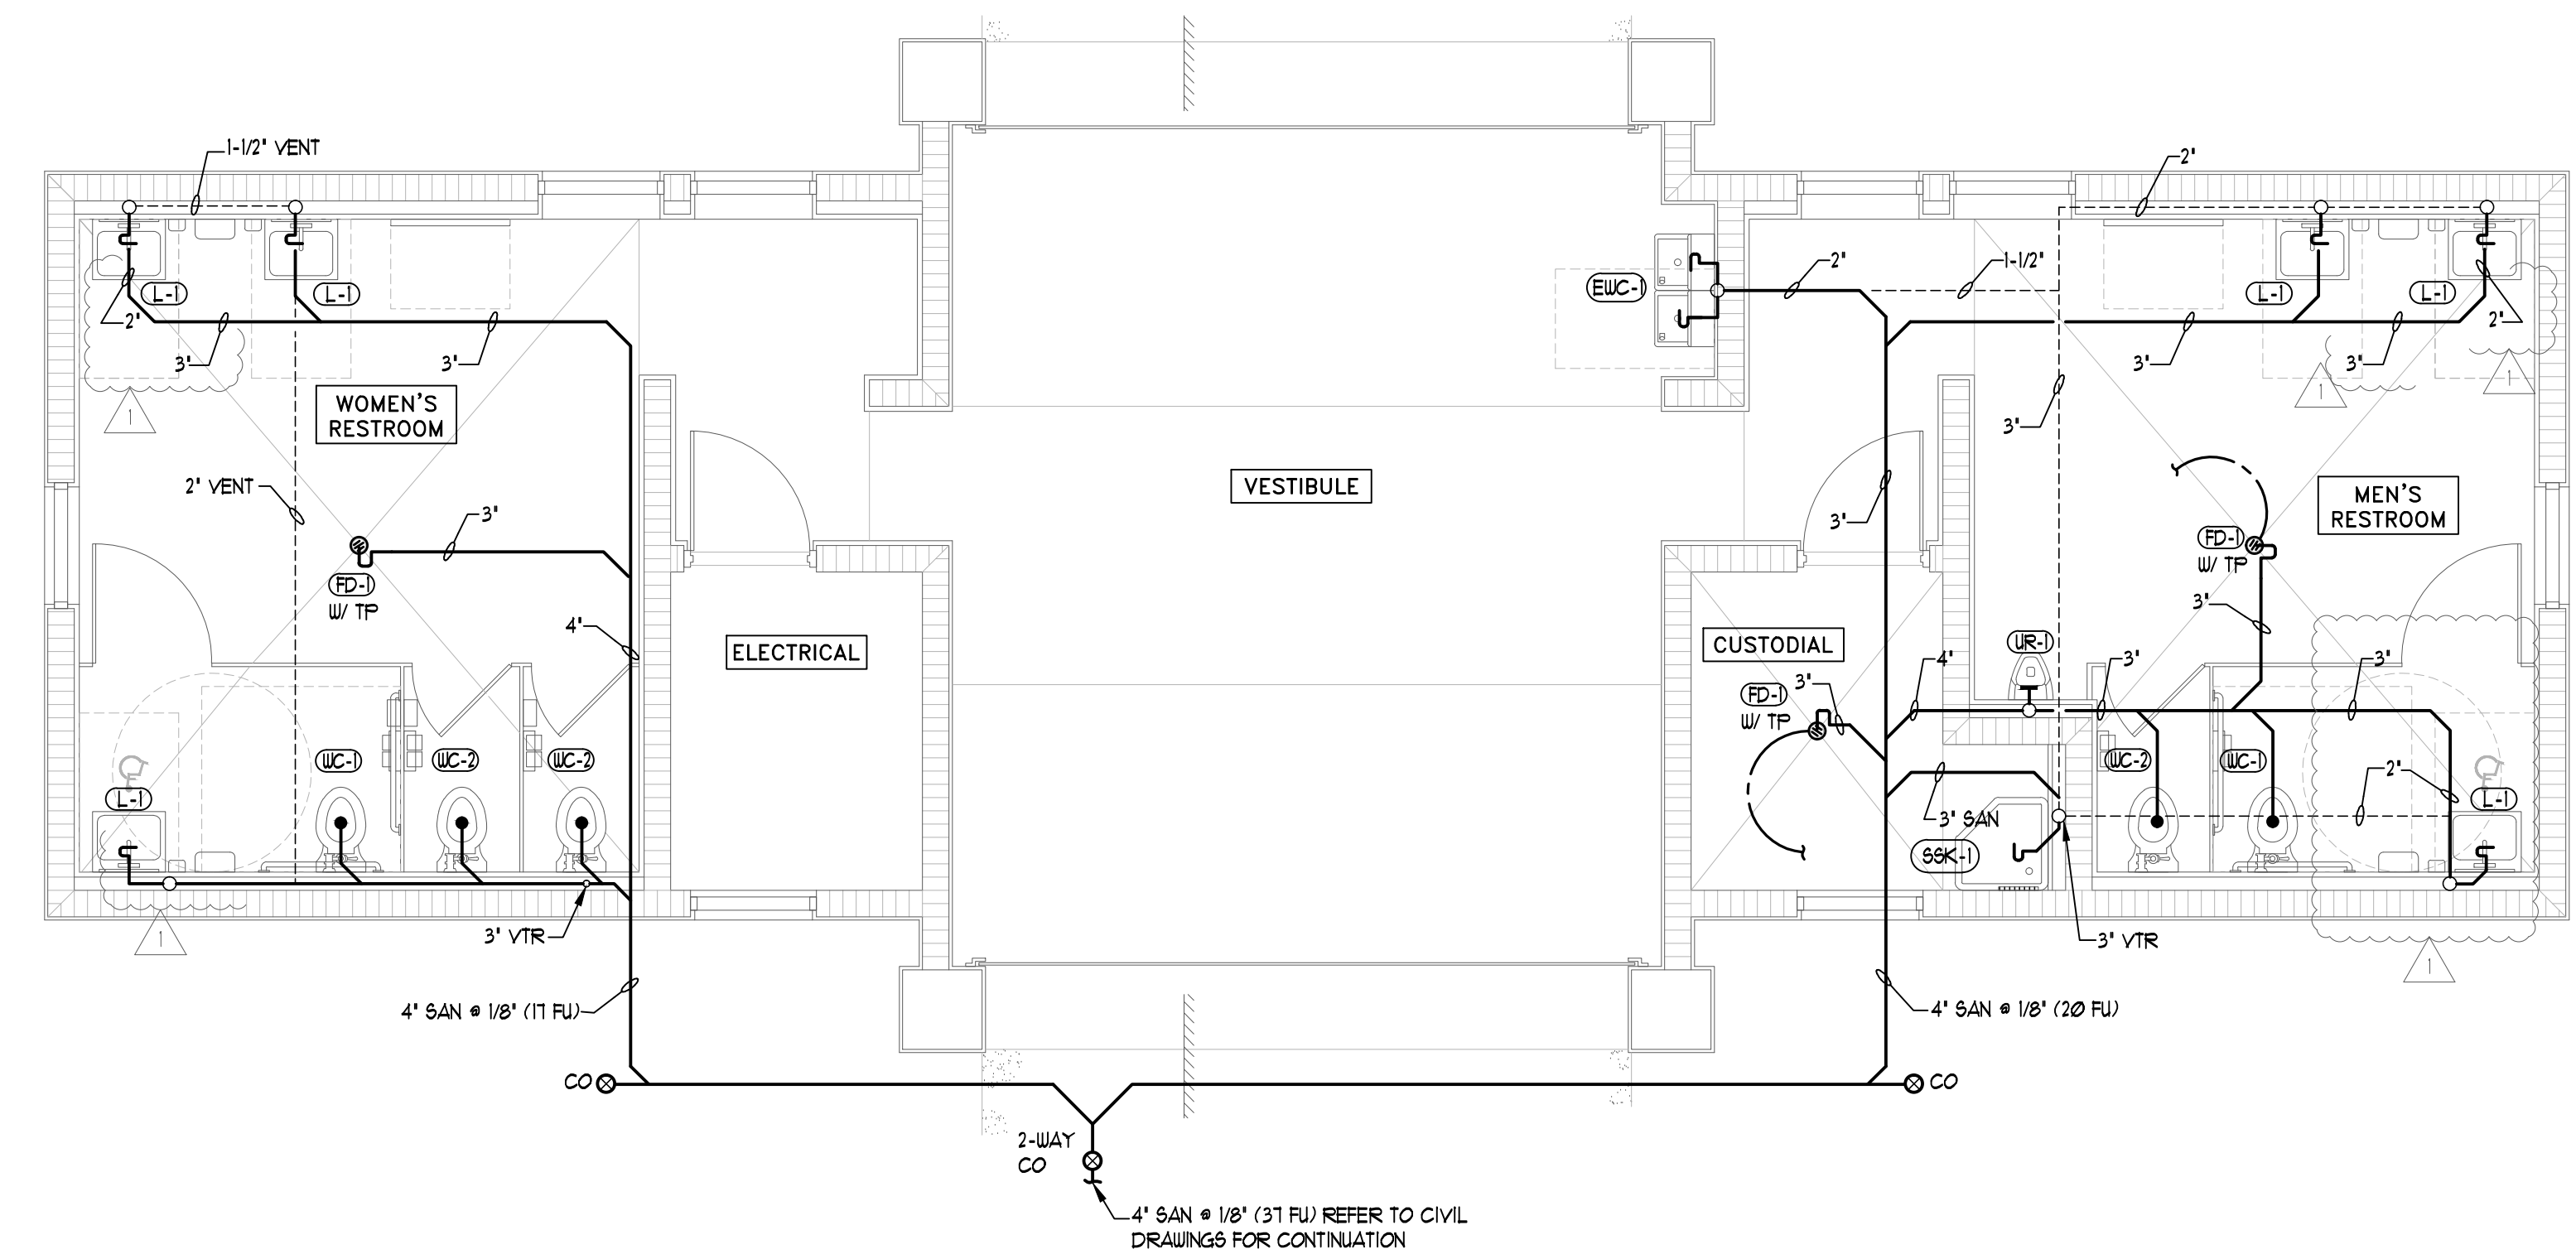 1-1/2" VENT
2"
L-1
L-1
2"
3"
3"
WOMEN'S
RESTROOM
2" VENT
3"
FD-1
W/ TP
4"
WC-1
WC-2
WC-2
L-1
1
1
3" VTR
4" SAN @ 1/8" (17 FU)
CO
ELECTRICAL
VESTIBULE
EWC-1
2"
1-1/2"
L-1
L-1
2"
3"
3"
1
1
3"
3"
MEN'S
RESTROOM
FD-1
W/ TP
3"
CUSTODIAL
UR-1
4"
3"
3"
FD-1
W/ TP
3"
WC-2
WC-1
2"
L-1
3" SAN
SSK-1
3" VTR
1
4" SAN @ 1/8" (20 FU)
CO
2-WAY
CO
4" SAN @ 1/8" (37 FU) REFER TO CIVIL
DRAWINGS FOR CONTINUATION